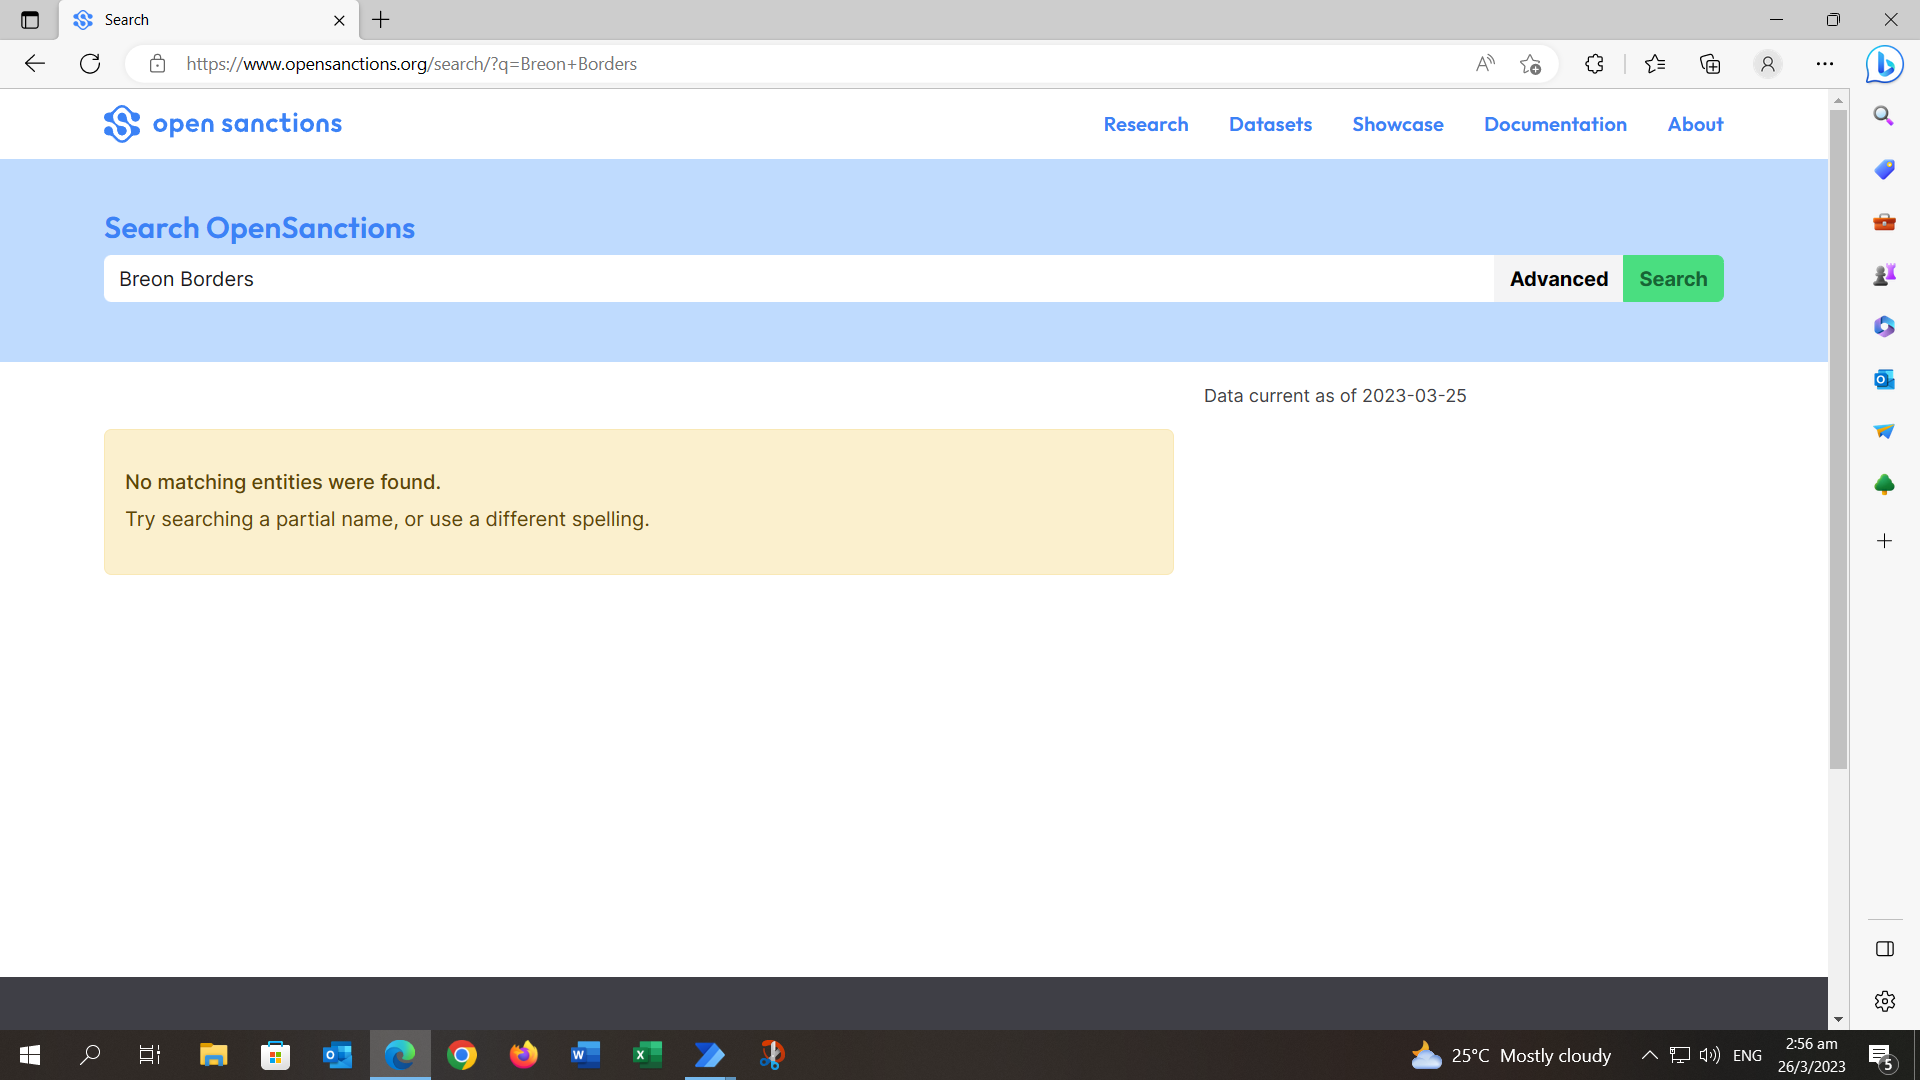 Search
https://www.opensanctions.org/search/?q=Breon+Borders
open sanctions
Research
Datasets
Showcase
Documentation
About
Search OpenSanctions
Breon Borders
Advanced
Search
Data current as of 2023-03-25
No matching entities were found.
Try searching a partial name, or use a different spelling.
25°C Mostly cloudy
ENG
2:56 am
26/3/2023
5